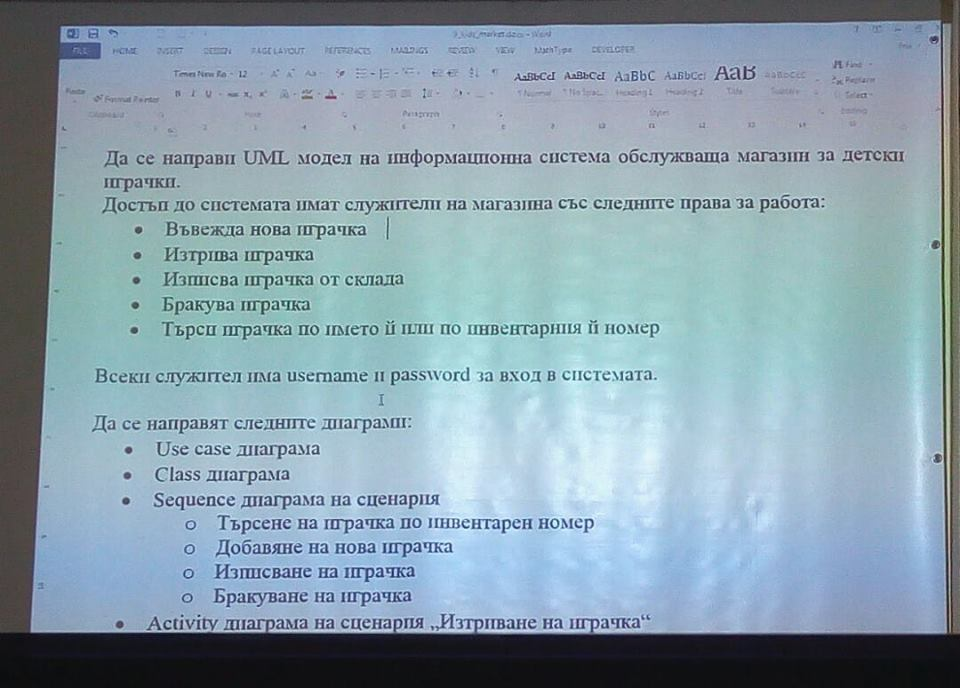 9_kids_market.docx - Word
FILE HOME INSERT DESIGN PAGE LAYOUT REFERENCES MAILINGS REVIEW VIEW MathType DEVELOPER
Times New Ro 12 Aa
Find
Paste Format Painter
B I U
AaBbCcI AaBbCcI AaBbC AaBbCcI AaB AaBbCcC
Replace
Select
¶ Normal ¶ No Spac... Heading 1 Heading 2 Title Subtitle
Clipboard Font Paragraph Styles Editing
Да се направи UML модел на информационна система обслужваща магазин за детски
играчки.
Достъп до системата имат служители на магазина със следните права за работа:
• Въвежда нова играчка
• Изтрива играчка
• Изписва играчка от склада
• Бракува играчка
• Търси играчка по името й или по инвентарния й номер
Всеки служител има username и password за вход в системата.
Да се направят следните диаграми:
• Use case диаграма
• Class диаграма
• Sequence диаграма на сценария
o Търсене на играчка по инвентарен номер
o Добавяне на нова играчка
o Изписване на играчка
o Бракуване на играчка
• Activity диаграма на сценария „Изтриване на играчка“